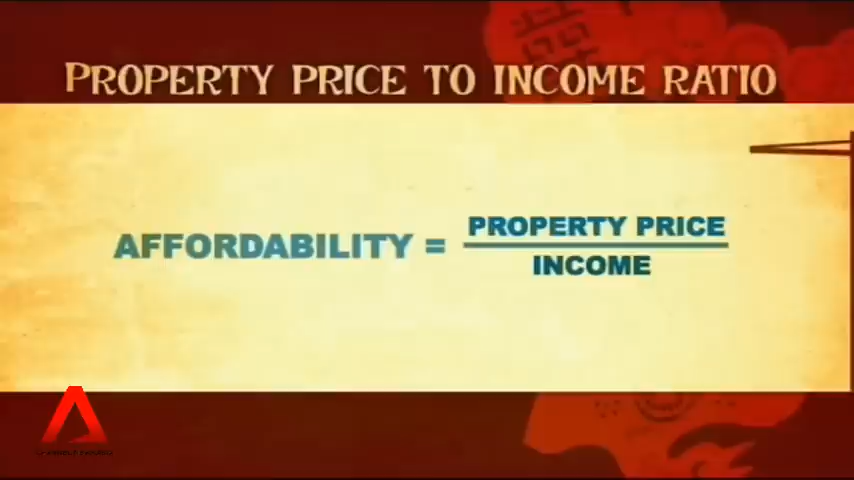 PROPERTY PRICE TO INCOME RATIO
AFFORDABILITY = PROPERTY PRICE
INCOME